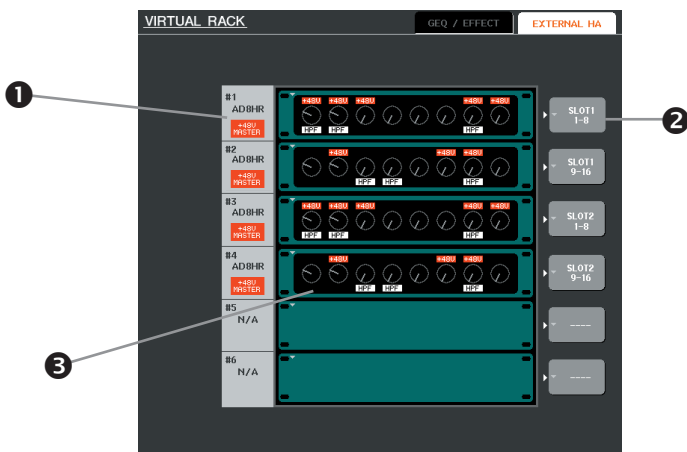 VIRTUAL RACK GEQ / EFFECT EXTERNAL HA
1
#1
AD8HR
+48V
MASTER
+48V +48V +48V +48V +48V
HPF HPF HPF
SLOT1
1-8
2
#2
AD8HR
+48V
MASTER
+48V +48V +48V
HPF HPF HPF
SLOT1
9-16
#3
AD8HR
+48V
MASTER
+48V +48V +48V +48V +48V
HPF HPF HPF
SLOT2
1-8
#4
AD8HR
+48V
MASTER
+48V +48V +48V
HPF HPF HPF
SLOT2
9-16
3
#5
N/A
----
#6
N/A
----